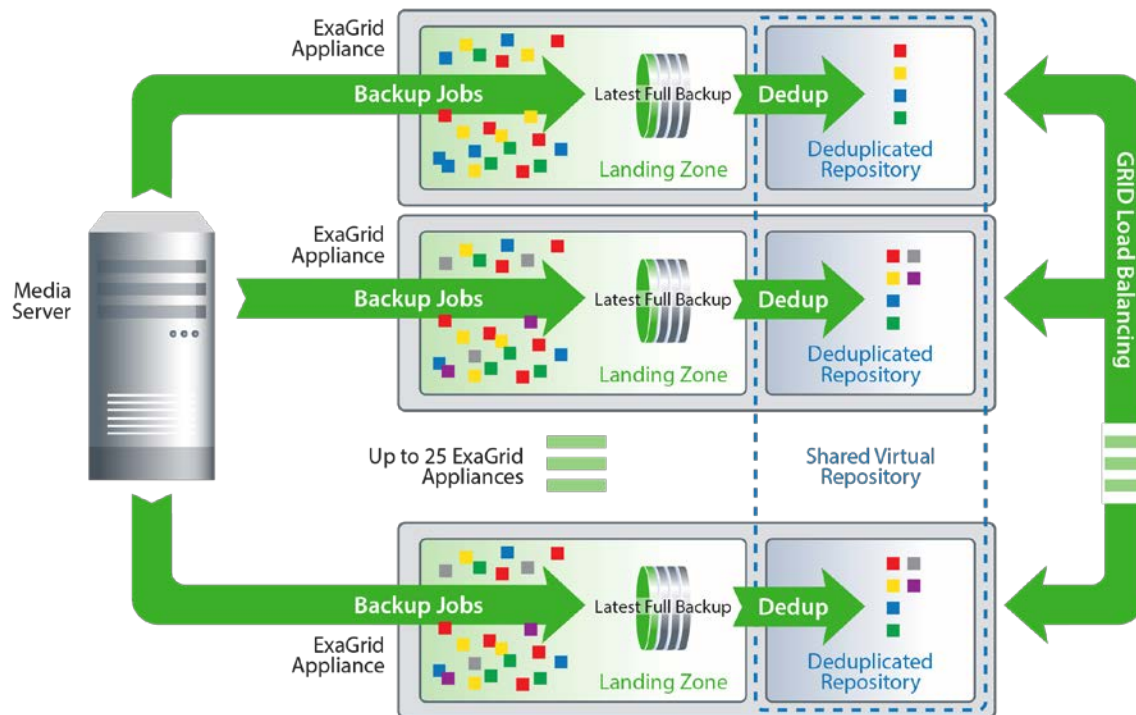 ExaGrid
Appliance
Backup Jobs
Latest Full Backup
Dedup
Landing Zone
Deduplicated
Repository
ExaGrid
Appliance
Media
Server
Backup Jobs
Latest Full Backup
Dedup
Landing Zone
Deduplicated
Repository
GRID Load Balancing
Up to 25 ExaGrid
Appliances
Shared Virtual
Repository
Backup Jobs
Latest Full Backup
Dedup
ExaGrid
Appliance
Landing Zone
Deduplicated
Repository